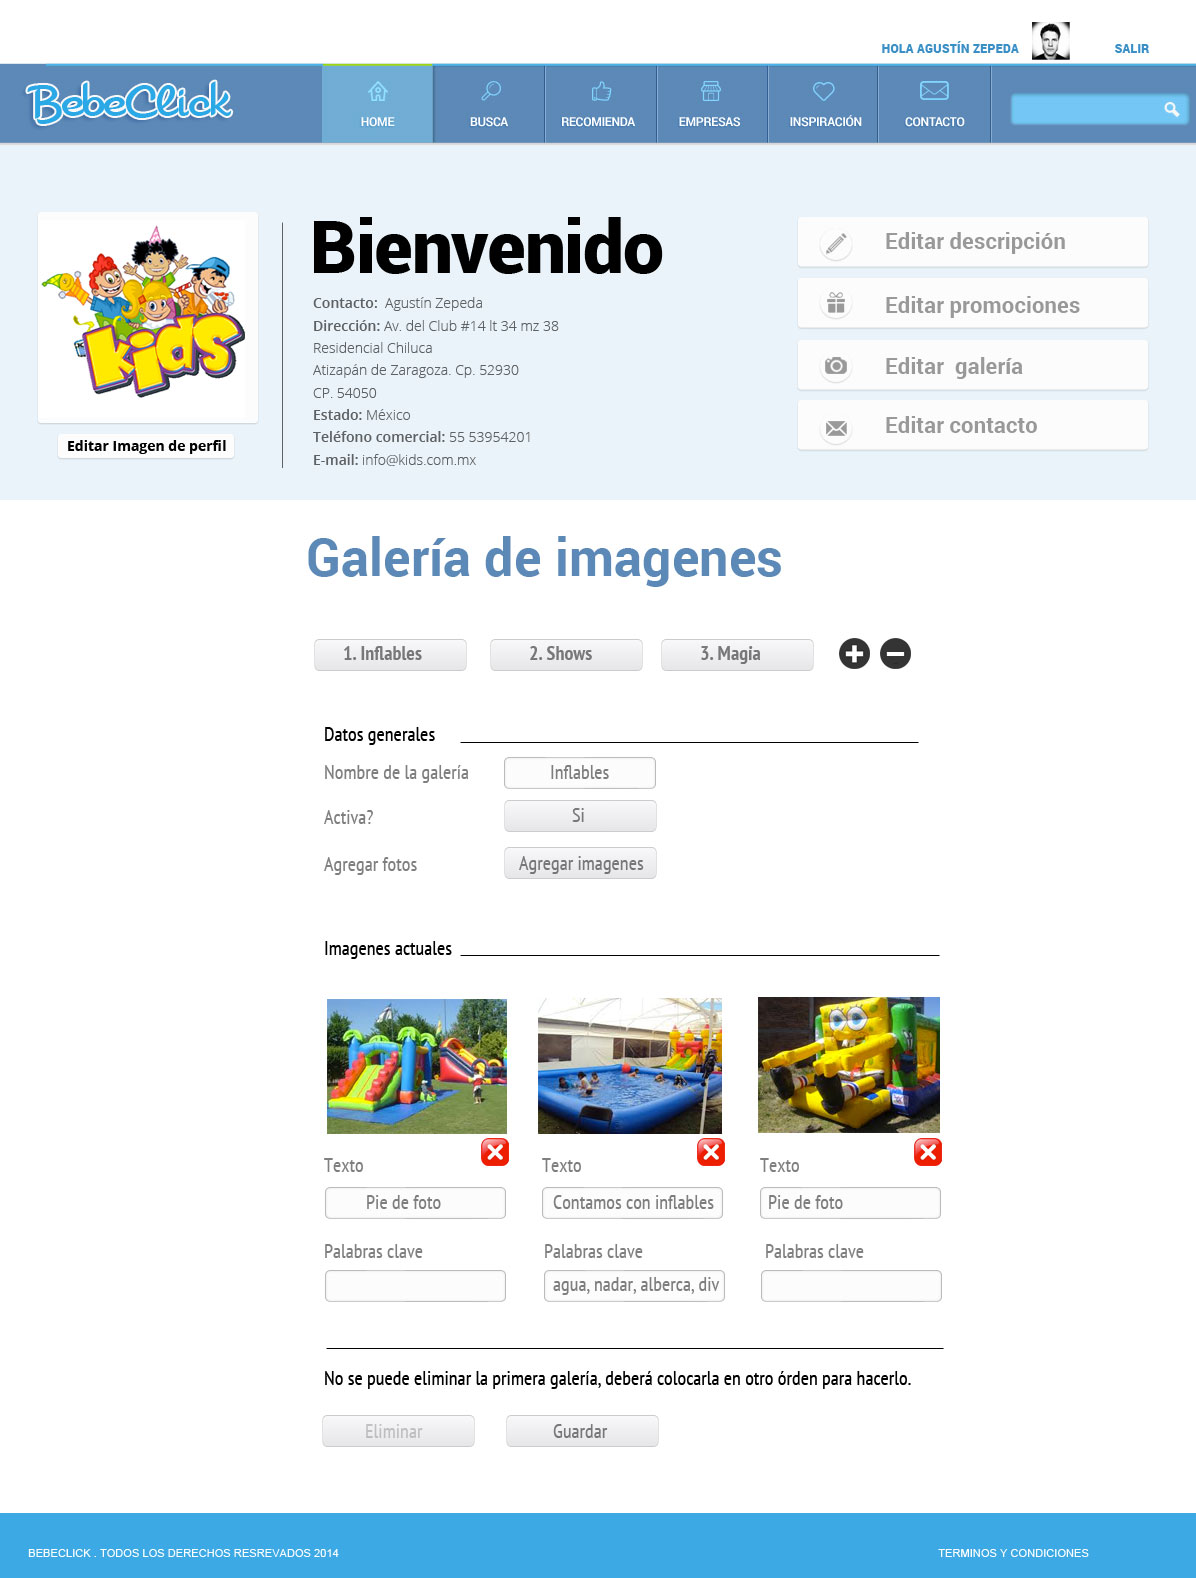 HOLA AGUSTÍN ZEPEDA
SALIR
BebeClick
HOME
BUSCA
RECOMIENDA
EMPRESAS
INSPIRACIÓN
CONTACTO
kids
Editar Imagen de perfil
Bienvenido
Contacto: Agustín Zepeda
Dirección: Av. del Club #14 lt 34 mz 38
Residencial Chiluca
Atizapán de Zaragoza. Cp. 52930
CP. 54050
Estado: México
Teléfono comercial: 55 53954201
E-mail: info@kids.com.mx
Editar descripción
Editar promociones
Editar galería
Editar contacto
Galería de imagenes
1. Inflables
2. Shows
3. Magia
Datos generales
Nombre de la galería
Inflables
Activa?
Si
Agregar fotos
Agregar imagenes
Imagenes actuales
Texto
Texto
Texto
Pie de foto
Contamos con inflables
Pie de foto
Palabras clave
Palabras clave
Palabras clave
agua, nadar, alberca, div
No se puede eliminar la primera galería, deberá colocarla en otro órden para hacerlo.
Eliminar
Guardar
BEBECLICK . TODOS LOS DERECHOS RESREVADOS 2014
TERMINOS Y CONDICIONES